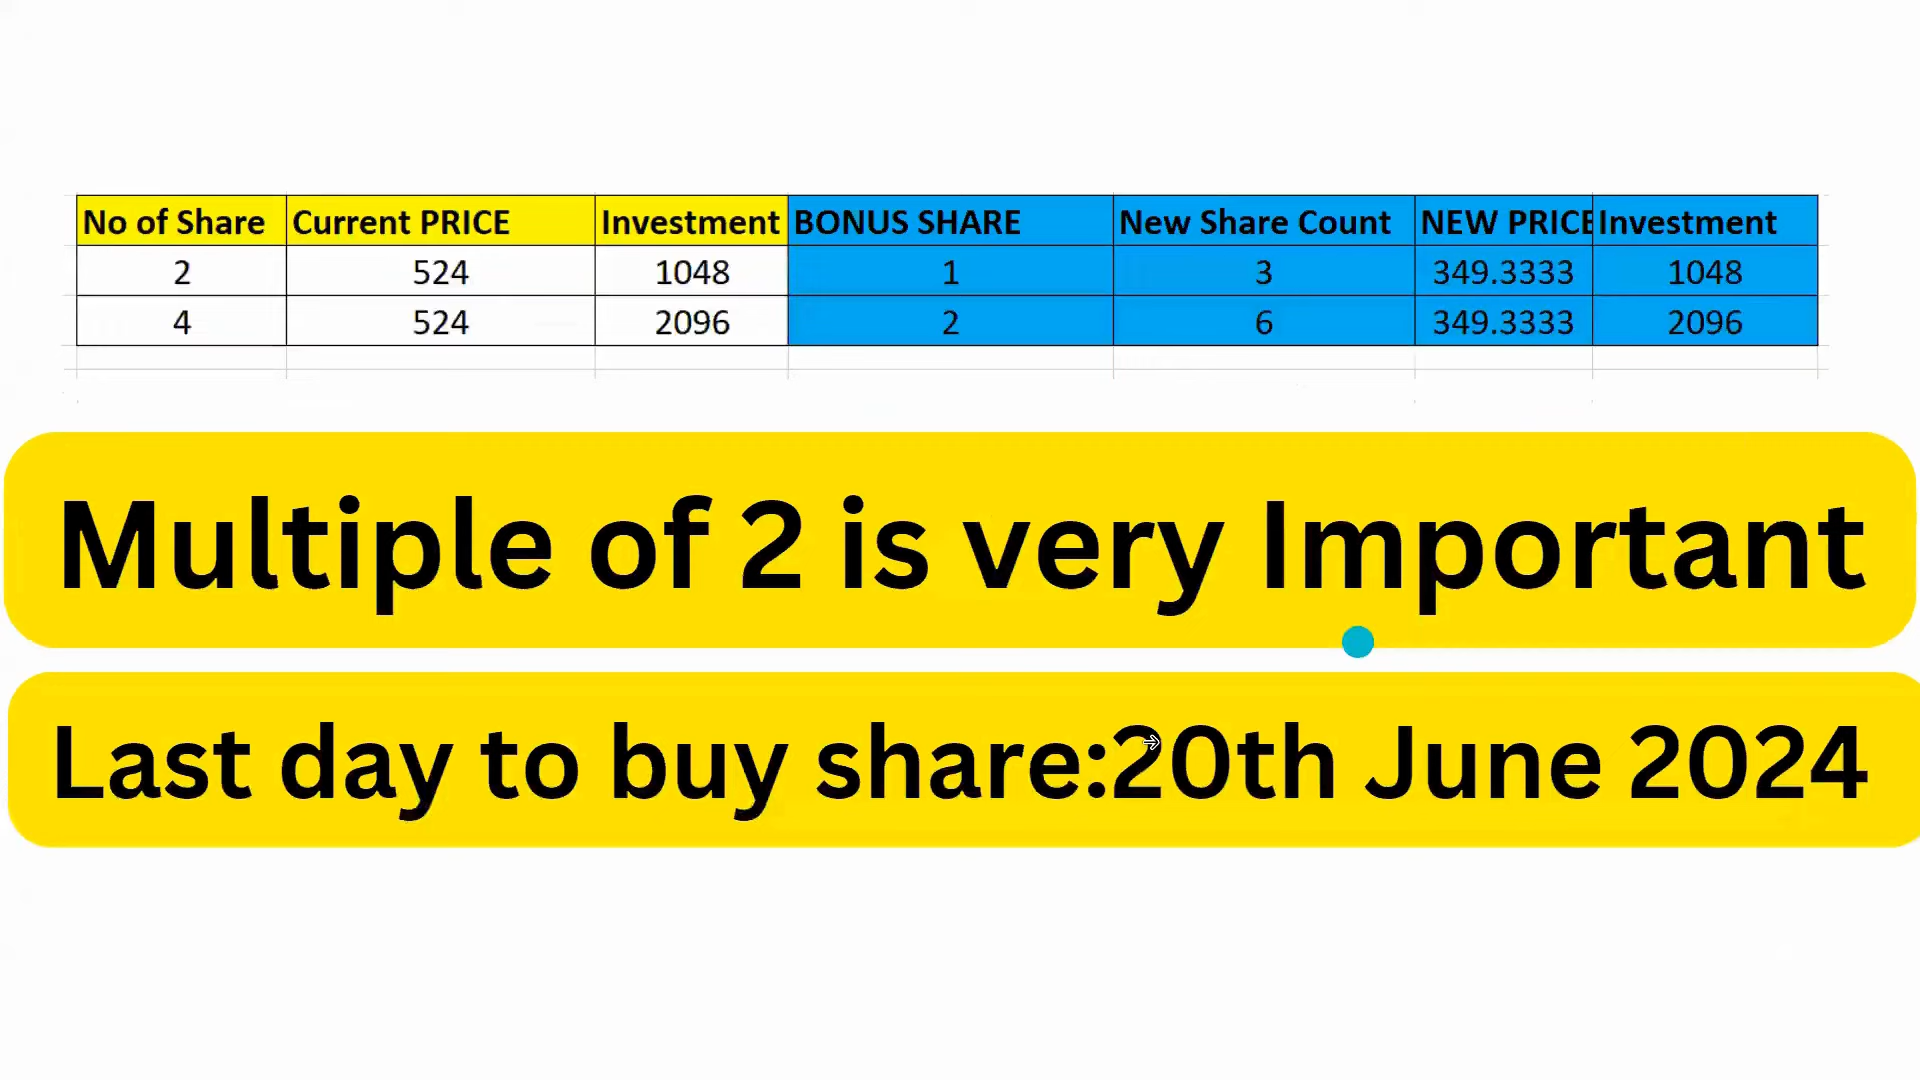 No of Share Current PRICE Investment BONUS SHARE New Share Count NEW PRICE Investment
2 524 1048 1 3 349.3333 1048
4 524 2096 2 6 349.3333 2096
Multiple of 2 is very Important
Last day to buy share:20th June 2024